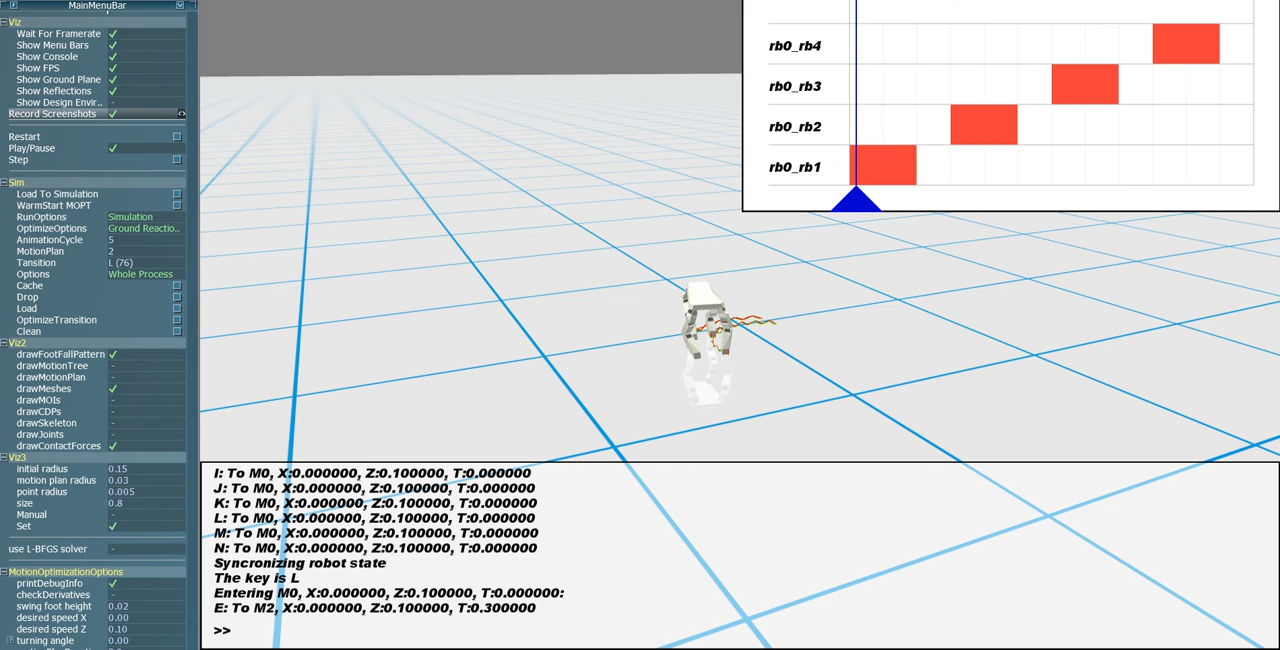 MainMenuBar
Viz
Wait For Framerate
Show Menu Bars
Show Console
Show FPS
Show Ground Plane
Show Reflections
Show Design Envir..
Record Screenshots
Restart
Play/Pause
Step
Sim
Load To Simulation
WarmStart MOPT
RunOptions Simulation
OptimizeOptions Ground Reactio..
AnimationCycle 5
MotionPlan 2
Transition L (76)
Options Whole Process
Cache
Drop
Load
OptimizeTransition
Clean
Viz2
drawFootFallPattern
drawMotionTree
drawMotionPlan
drawMeshes
drawMOIs
drawCDPs
drawSkeleton
drawJoints
drawContactForces
Viz3
initial radius 0.15
motion plan radius 0.03
point radius 0.005
size 0.8
Manual
Set
use L-BFGS solver
MotionOptimizationOptions
printDebugInfo
checkDerivatives
swing foot height 0.02
desired speed X 0.00
desired speed Z 0.10
turning angle 0.00
rb0_rb4
rb0_rb3
rb0_rb2
rb0_rb1
I: To M0, X:0.000000, Z:0.100000, T:0.000000
J: To M0, X:0.000000, Z:0.100000, T:0.000000
K: To M0, X:0.000000, Z:0.100000, T:0.000000
L: To M0, X:0.000000, Z:0.100000, T:0.000000
M: To M0, X:0.000000, Z:0.100000, T:0.000000
N: To M0, X:0.000000, Z:0.100000, T:0.000000
Syncronizing robot state
The key is L
Entering M0, X:0.000000, Z:0.100000, T:0.000000:
E: To M2, X:0.000000, Z:0.100000, T:0.300000
>>